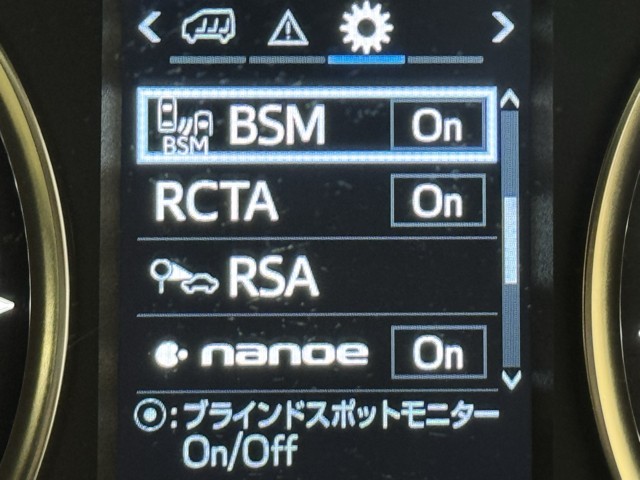 BSM BSM On
RCTA On
RSA
nanoe On
:ブラインドスポットモニター
On/Off